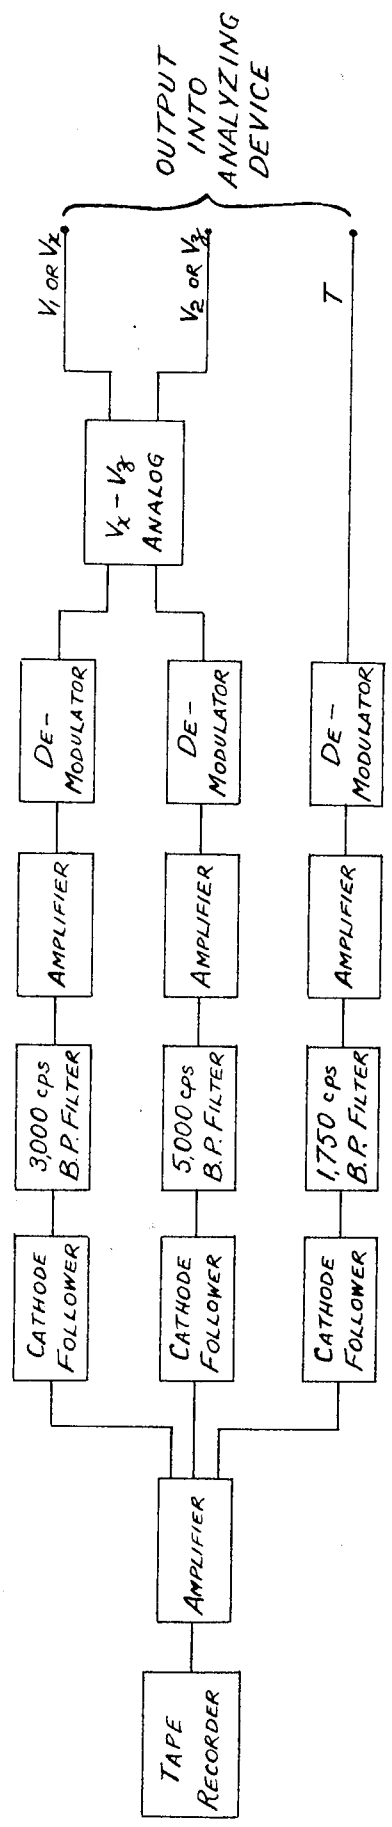 TAPE
RECORDER
AMPLIFIER
CATHODE
FOLLOWER
3,000 cps
B.P. FILTER
AMPLIFIER
DE-
MODULATOR
CATHODE
FOLLOWER
5,000 cps
B.P. FILTER
AMPLIFIER
DE-
MODULATOR
CATHODE
FOLLOWER
1,750 cps
B.P. FILTER
AMPLIFIER
DE-
MODULATOR
Vx - Vz
ANALOG
V1 OR Vx
V2 OR Vz
T
OUTPUT
INTO
ANALYZING
DEVICE